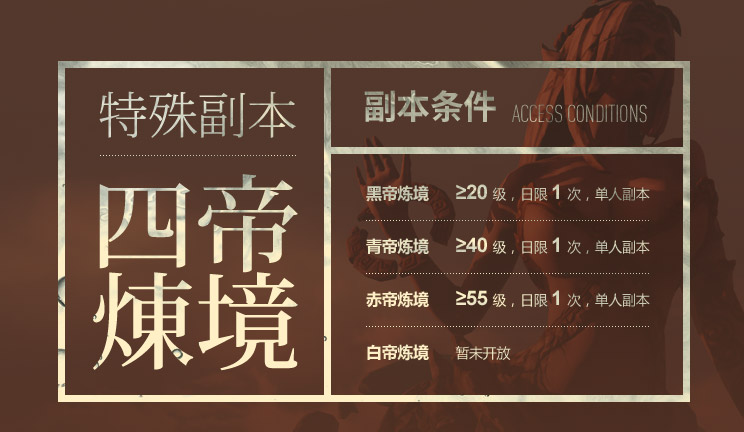 特殊副本
四帝
煉境
副本条件 ACCESS CONDITIONS
黑帝炼境 ≥20 级，日限 1 次，单人副本
青帝炼境 ≥40 级，日限 1 次，单人副本
赤帝炼境 ≥55 级，日限 1 次，单人副本
白帝炼境 暂未开放